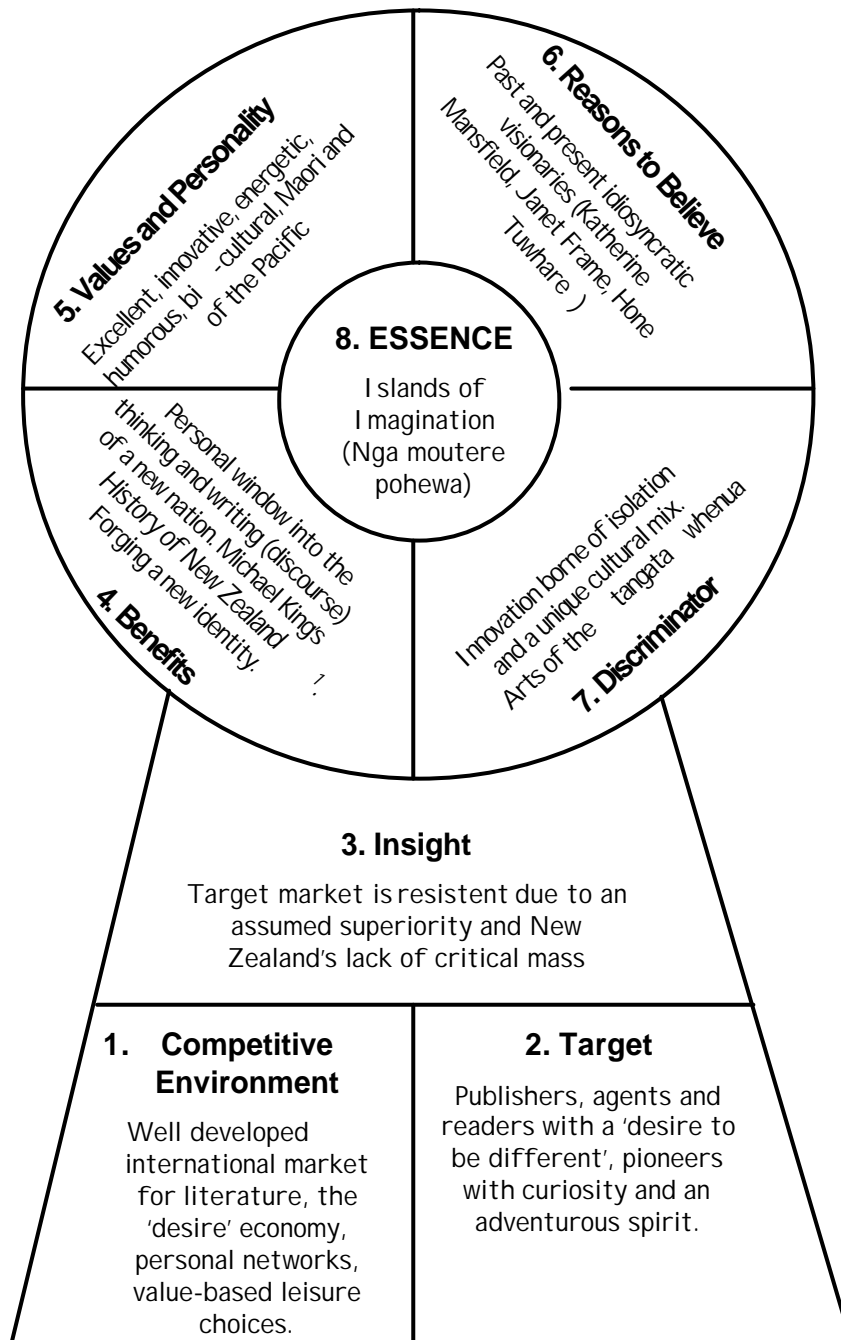 5. Values and Personality
Excellent, innovative, energetic,
humorous, bi -cultural, Maori and
of the Pacific
6. Reasons to Believe
Past and present idiosyncratic
visionaries (Katherine
Mansfield, Janet Frame, Hone
Tuwhare )
8. ESSENCE
Islands of
Imagination
(Nga moutere
pohewa)
Personal window into the
thinking and writing (discourse)
of a new nation. Michael King's
History of New Zealand 1.
Forging a new identity.
4. Benefits
Innovation borne of isolation
and a unique cultural mix.
Arts of the tangata whenua
7. Discriminator
3. Insight
Target market is resistent due to an
assumed superiority and New
Zealand's lack of critical mass
1. Competitive
Environment
Well developed
international market
for literature, the
'desire' economy,
personal networks,
value-based leisure
choices.
2. Target
Publishers, agents and
readers with a 'desire to
be different', pioneers
with curiosity and an
adventurous spirit.